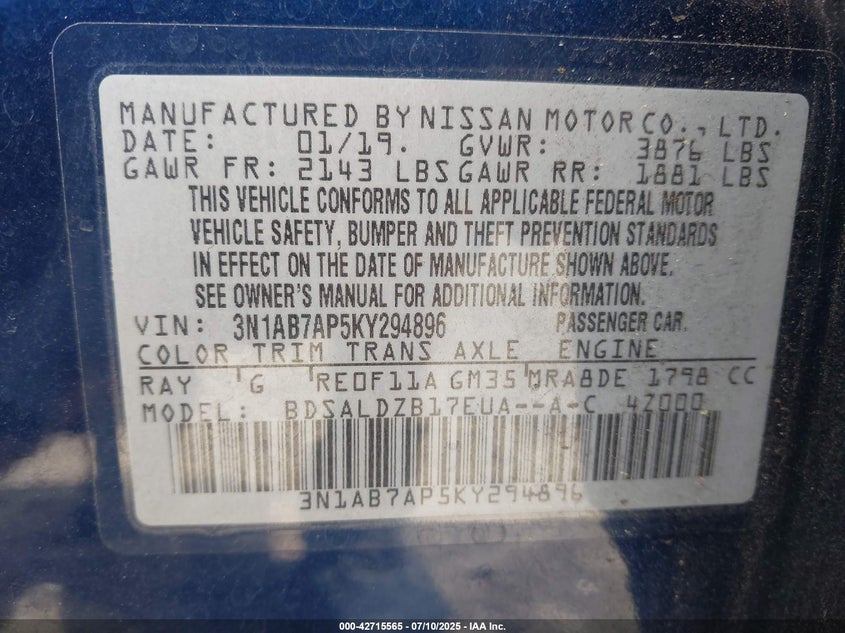 MANUFACTURED BY NISSAN MOTOR CO., LTD.
DATE: 01/19. GVWR: 3876 LBS
GAWR FR: 2143 LBS GAWR RR: 1881 LBS
THIS VEHICLE CONFORMS TO ALL APPLICABLE FEDERAL MOTOR
VEHICLE SAFETY, BUMPER AND THEFT PREVENTION STANDARDS
IN EFFECT ON THE DATE OF MANUFACTURE SHOWN ABOVE.
SEE OWNER'S MANUAL FOR ADDITIONAL INFORMATION.
VIN: 3N1AB7AP5KY294896 PASSENGER CAR.
COLOR TRIM TRANS AXLE ENGINE
RAY G RE0F11A GM35 MRA8DE 1798 CC
MODEL: BDSALDZB17EUA--A-C 4Z000
3N1AB7AP5KY294896
000-42715565 | 07/10/2025 | IAA Inc.